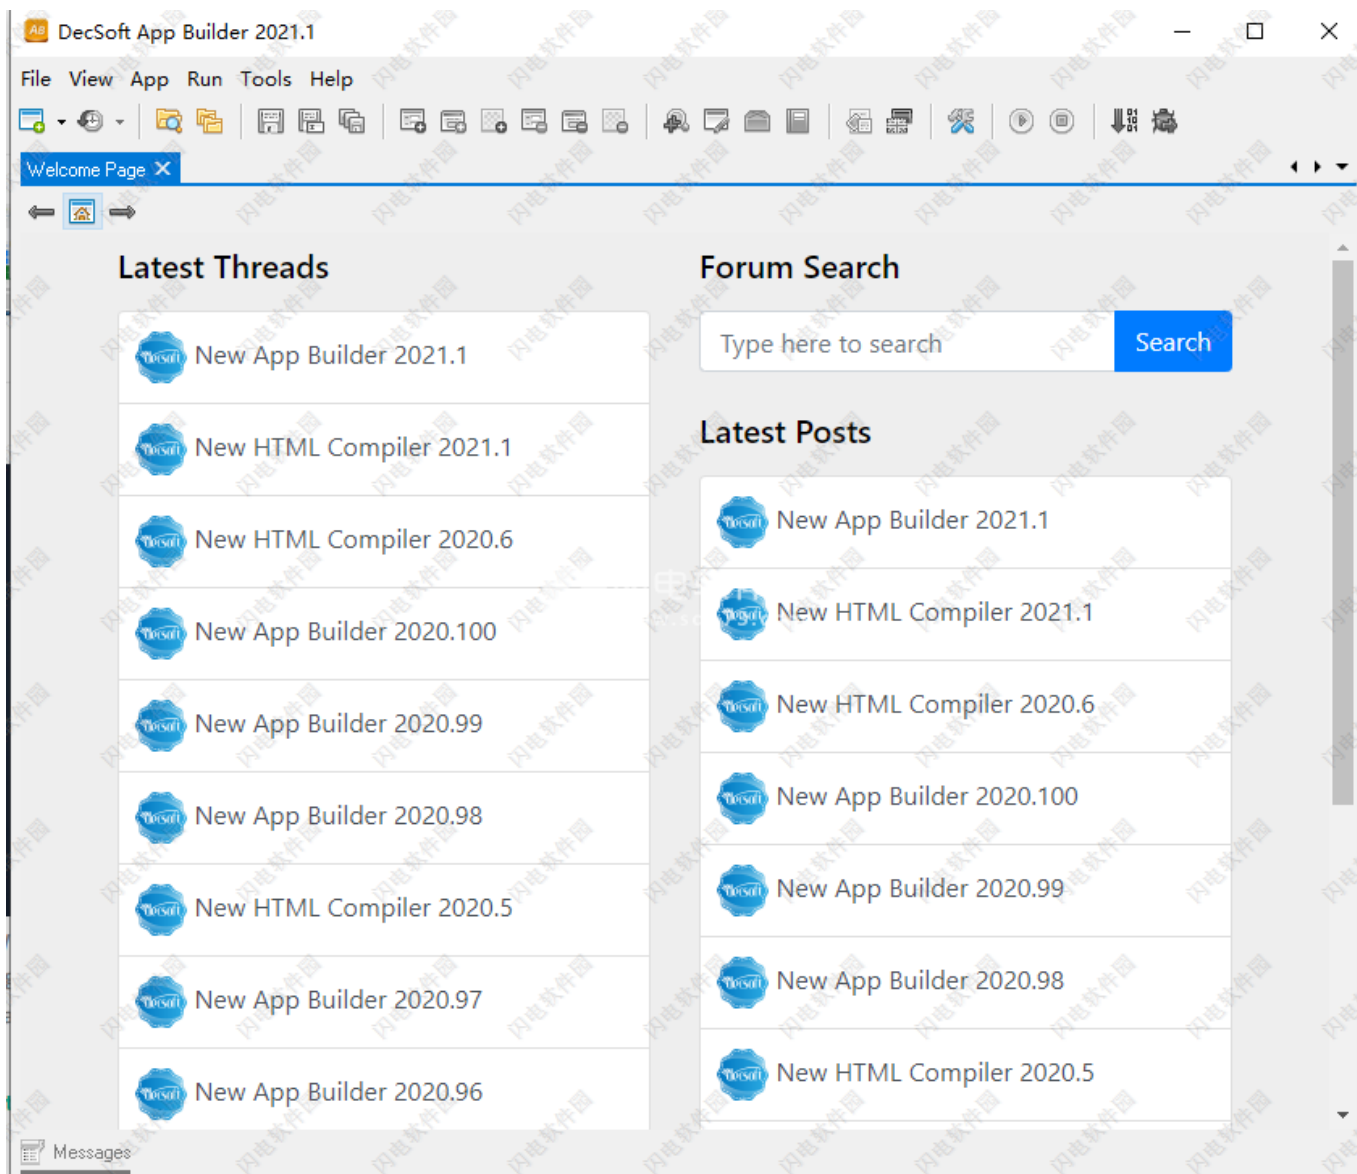 DecSoft App Builder 2021.1
File View App Run Tools Help
Welcome Page
Latest Threads
New App Builder 2021.1
New HTML Compiler 2021.1
New HTML Compiler 2020.6
New App Builder 2020.100
New App Builder 2020.99
New App Builder 2020.98
New HTML Compiler 2020.5
New App Builder 2020.97
New App Builder 2020.96
Forum Search
Type here to search
Search
Latest Posts
New App Builder 2021.1
New HTML Compiler 2021.1
New HTML Compiler 2020.6
New App Builder 2020.100
New App Builder 2020.99
New App Builder 2020.98
New HTML Compiler 2020.5
Messages
闪电软件园